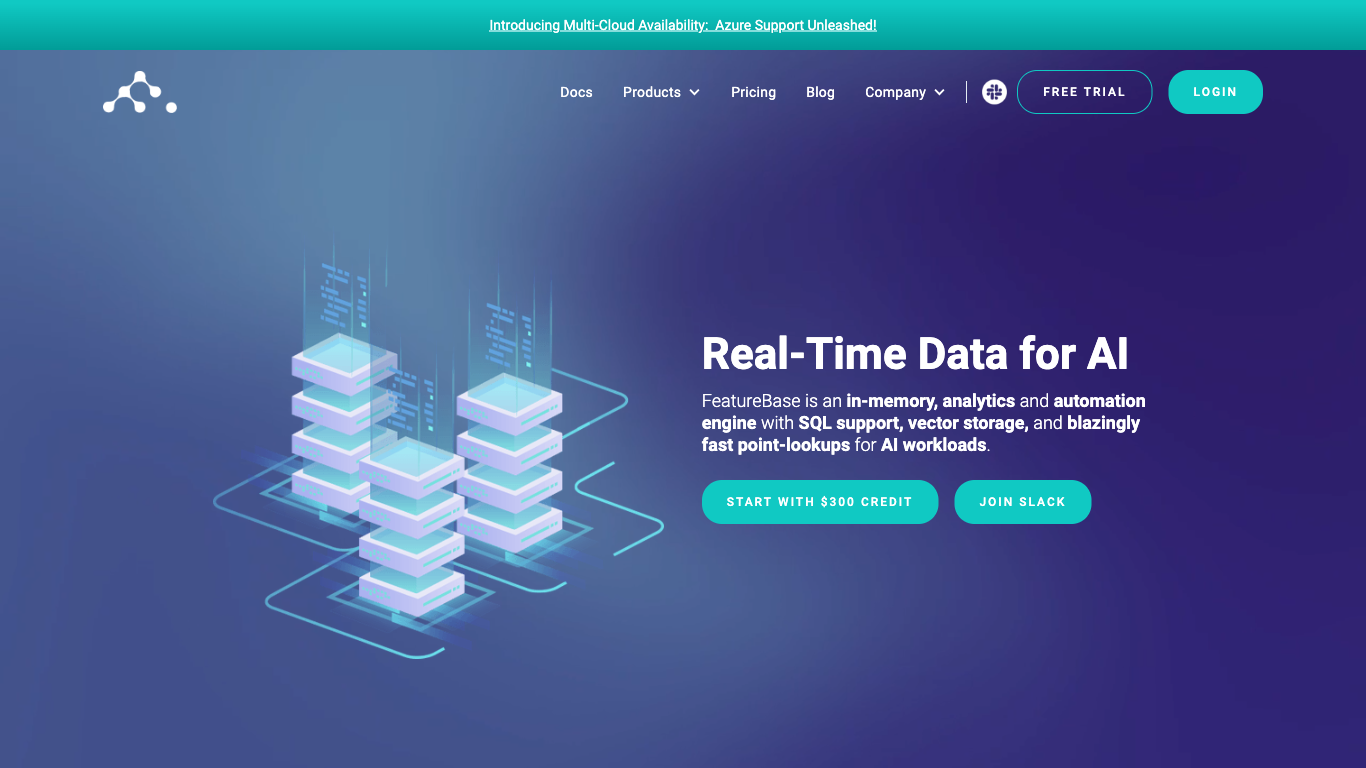 Introducing Multi-Cloud Availability:  Azure Support Unleashed!
Docs
Products
Pricing
Blog
Company
FREE TRIAL
LOGIN
Real-Time Data for AI
FeatureBase is an in-memory, analytics and automation
engine with SQL support, vector storage, and blazingly
fast point-lookups for AI workloads.
START WITH $300 CREDIT
JOIN SLACK